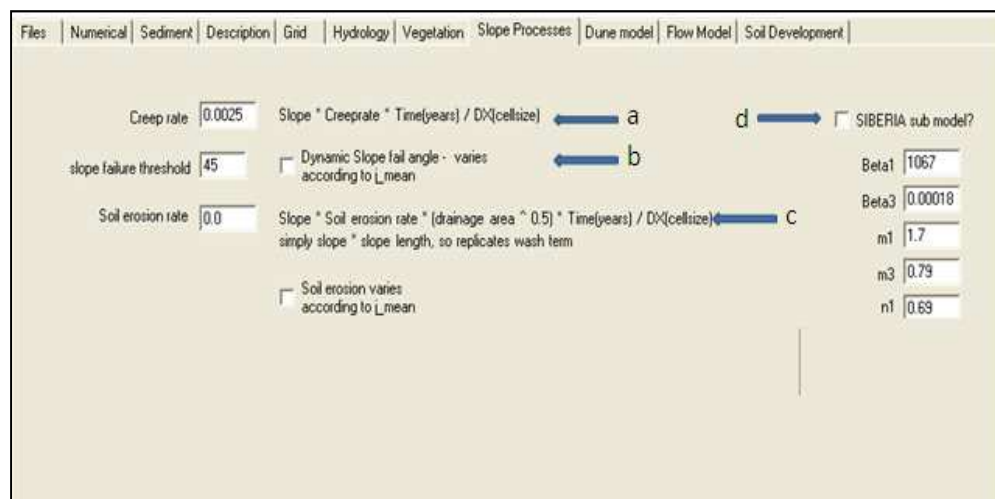 Files Numerical Sediment Description Grid Hydrology Vegetation Slope Processes Dune model Flow Model Soil Development
Creep rate 0.0025 Slope * Creeprate * Time(years) / DX(cellsize) a
d SIBERIA sub model?
slope failure threshold 45 Dynamic Slope fail angle - varies
according to j_mean b
Soil erosion rate 0.0 Slope * Soil erosion rate * (drainage area ^ 0.5) * Time(years) / DX(cellsize) c
simply slope * slope length, so replicates wash term
Soil erosion varies
according to j_mean
Beta1 1067
Beta3 0.00018
m1 1.7
m3 0.79
n1 0.69